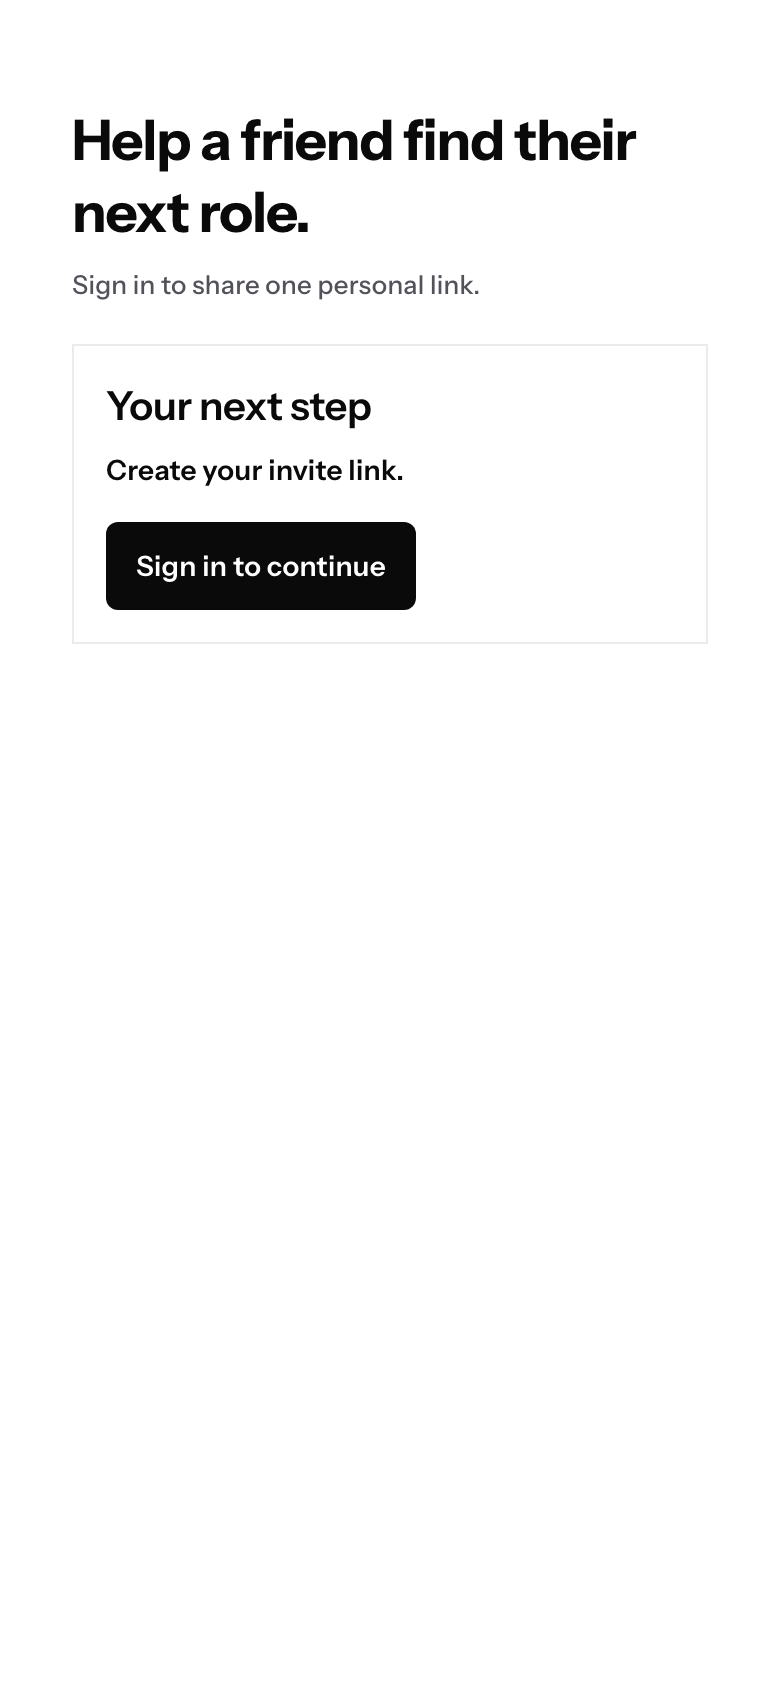 Help a friend find their
next role.
Sign in to share one personal link.
Your next step
Create your invite link.
Sign in to continue